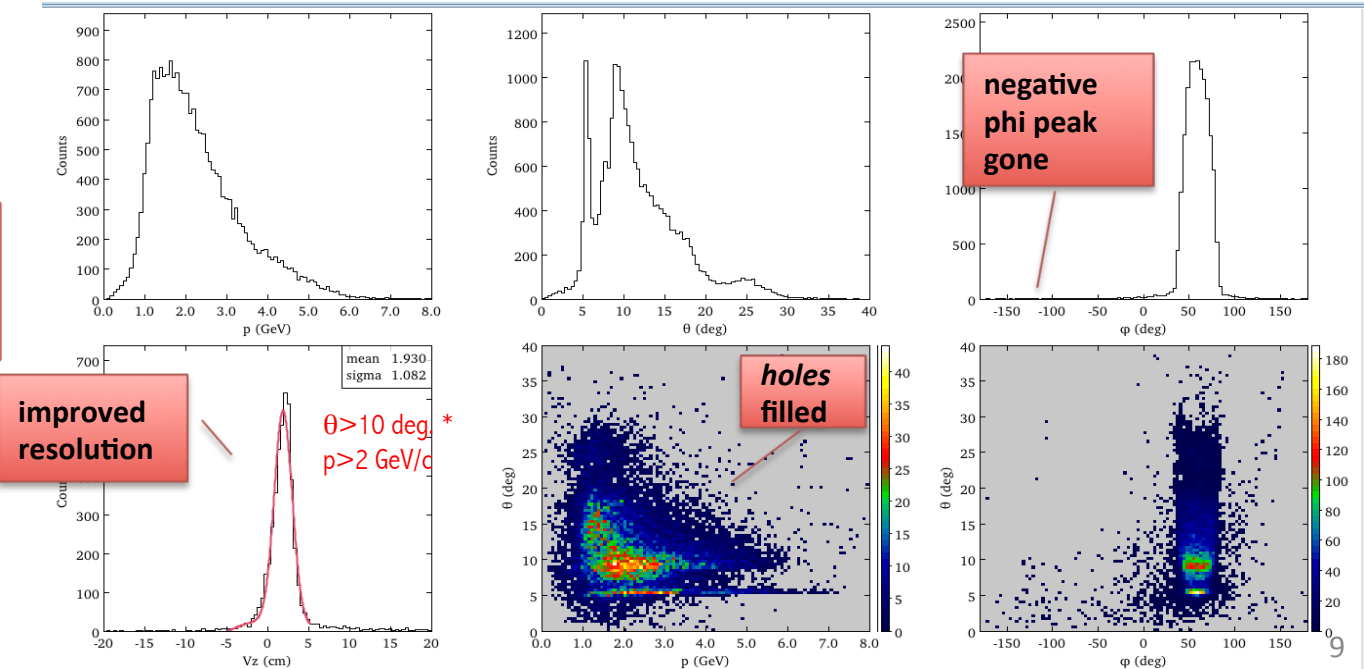 900
800
700
600
500
400
300
200
100
0
Counts
0.0 1.0 2.0 3.0 4.0 5.0 6.0 7.0 8.0
p (GeV)
1200
1000
800
600
400
200
0
Counts
0 5 10 15 20 25 30 35 40
θ (deg)
2500
200
150
1000
500
0
negative
phi peak
gone
-150 -100 -50 0 50 100 150
φ (deg)
700
300
200
100
0
Cou
mean 1.930
sigma 1.082
improved
resolution
θ>10 deg. *
p>2 GeV/c
-20 -15 -10 -5 0 5 10 15 20
Vz (cm)
40
35
30
25
20
15
10
5
0
θ (deg)
holes
filled
0.0 1.0 2.0 3.0 4.0 5.0 6.0 7.0 8.0
p (GeV)
40
35
30
25
20
15
10
5
0
40
35
30
25
20
15
10
5
0
θ (deg)
-150 -100 -50 0 50 100 150
φ (deg)
180
160
140
120
100
80
60
40
20
0
9